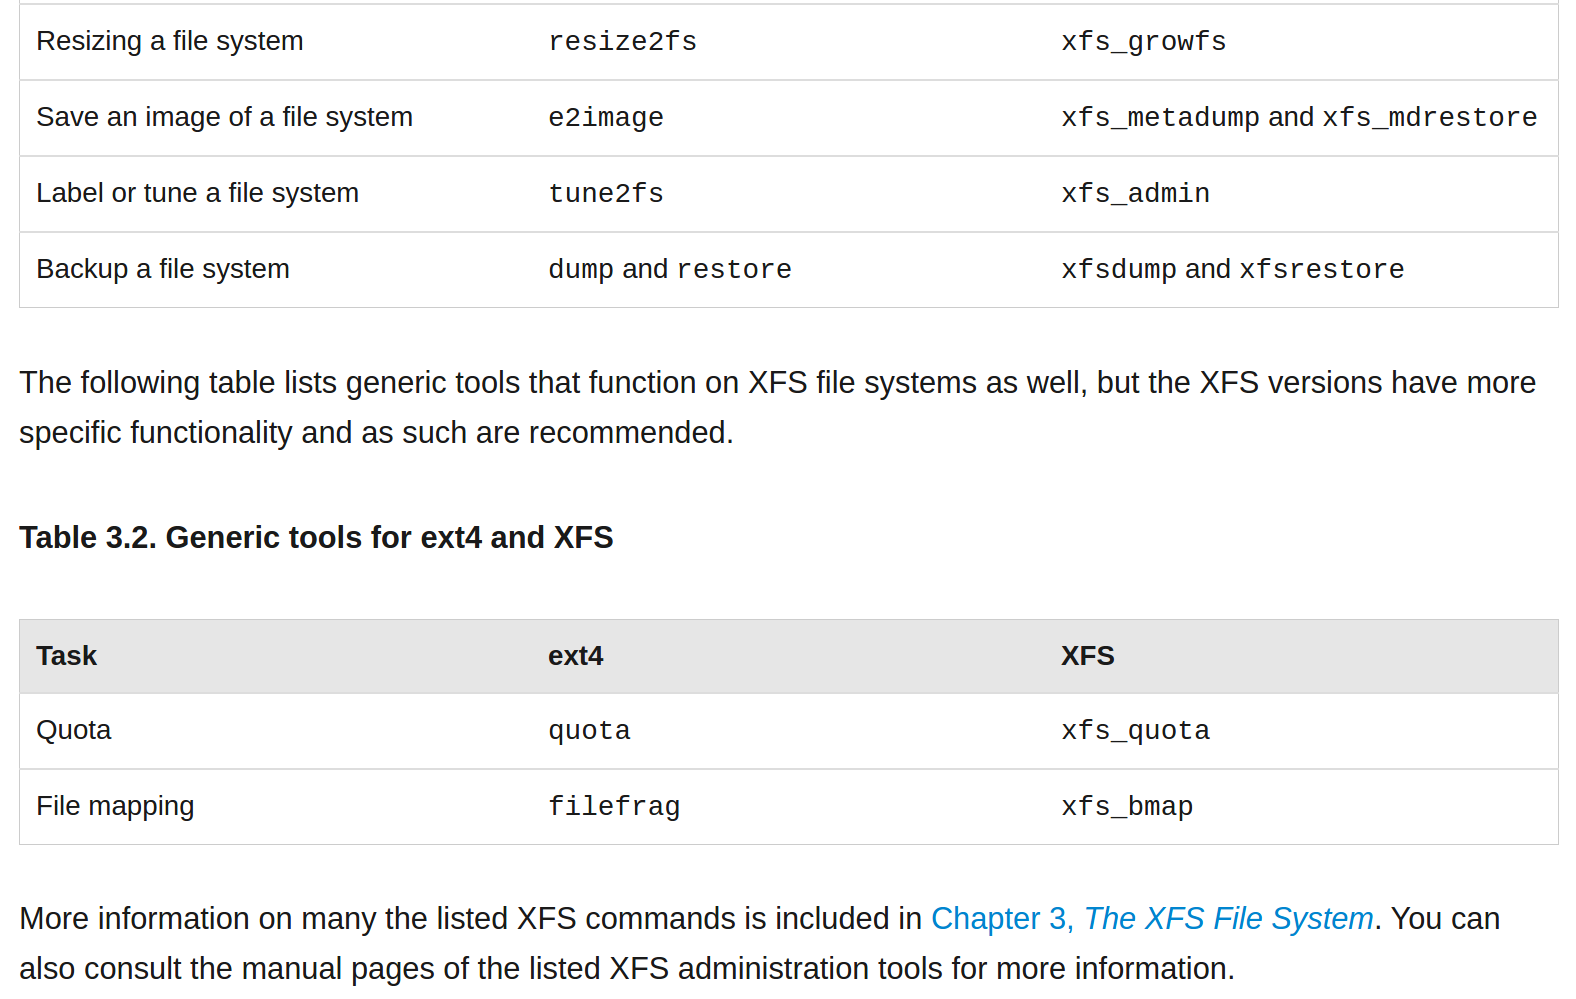 Resizing a file system resize2fs xfs_growfs
Save an image of a file system e2image xfs_metadump and xfs_mdrestore
Label or tune a file system tune2fs xfs_admin
Backup a file system dump and restore xfsdump and xfsrestore
The following table lists generic tools that function on XFS file systems as well, but the XFS versions have more
specific functionality and as such are recommended.
Table 3.2. Generic tools for ext4 and XFS
Task ext4 XFS
Quota quota xfs_quota
File mapping filefrag xfs_bmap
More information on many the listed XFS commands is included in Chapter 3, The XFS File System. You can
also consult the manual pages of the listed XFS administration tools for more information.